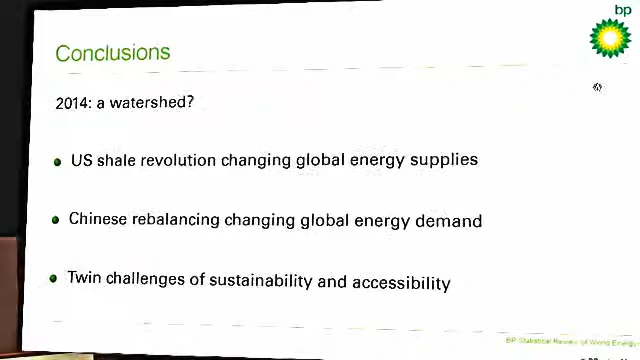 bp
Conclusions
2014: a watershed?
US shale revolution changing global energy supplies
Chinese rebalancing changing global energy demand
Twin challenges of sustainability and accessibility
BP Statistical Review of World Energy